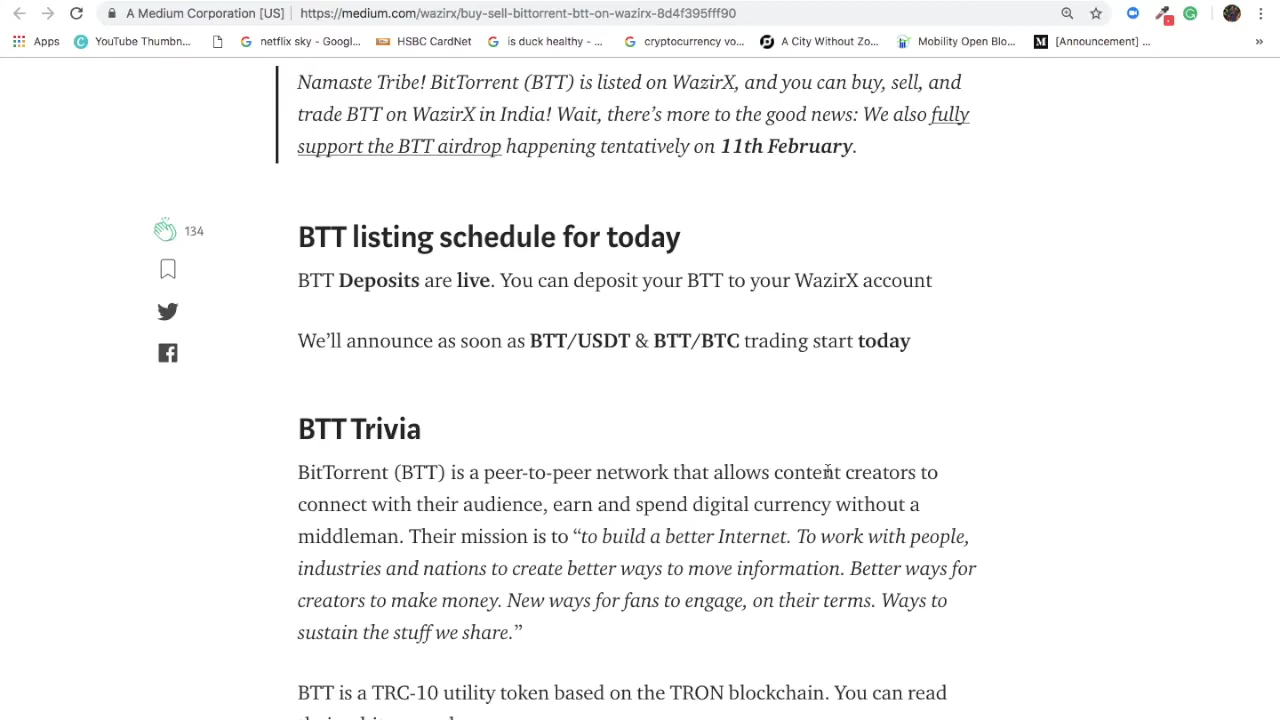 A Medium Corporation [US] | https://medium.com/wazirx/buy-sell-bittorrent-btt-on-wazirx-8d4f395fff90
Apps YouTube Thumbn... netflix sky - Googl... HSBC CardNet is duck healthy - ... cryptocurrency vo... A City Without Zo... Mobility Open Blo... [Announcement] ... »
Namaste Tribe! BitTorrent (BTT) is listed on WazirX, and you can buy, sell, and
trade BTT on WazirX in India! Wait, there’s more to the good news: We also fully
support the BTT airdrop happening tentatively on 11th February.
134
BTT listing schedule for today
BTT Deposits are live. You can deposit your BTT to your WazirX account
We’ll announce as soon as BTT/USDT & BTT/BTC trading start today
BTT Trivia
BitTorrent (BTT) is a peer-to-peer network that allows content creators to
connect with their audience, earn and spend digital currency without a
middleman. Their mission is to “to build a better Internet. To work with people,
industries and nations to create better ways to move information. Better ways for
creators to make money. New ways for fans to engage, on their terms. Ways to
sustain the stuff we share.”
BTT is a TRC-10 utility token based on the TRON blockchain. You can read